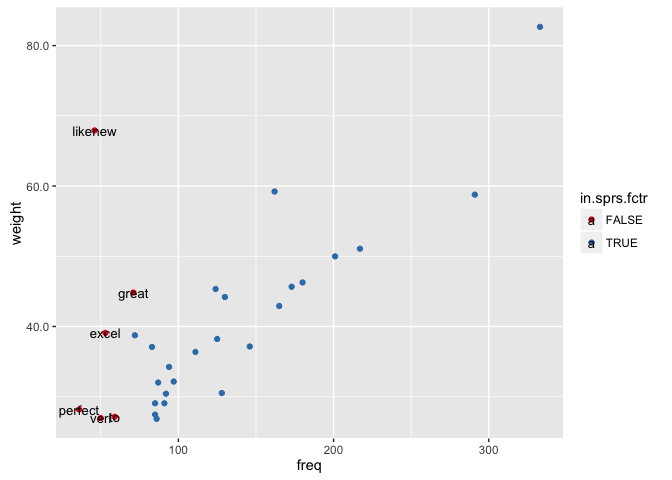 80.0
likenew
in.sprs.fctr
a FALSE
a TRUE
60.0
weight
great
40.0
excel
perfect
100
200
300
freq